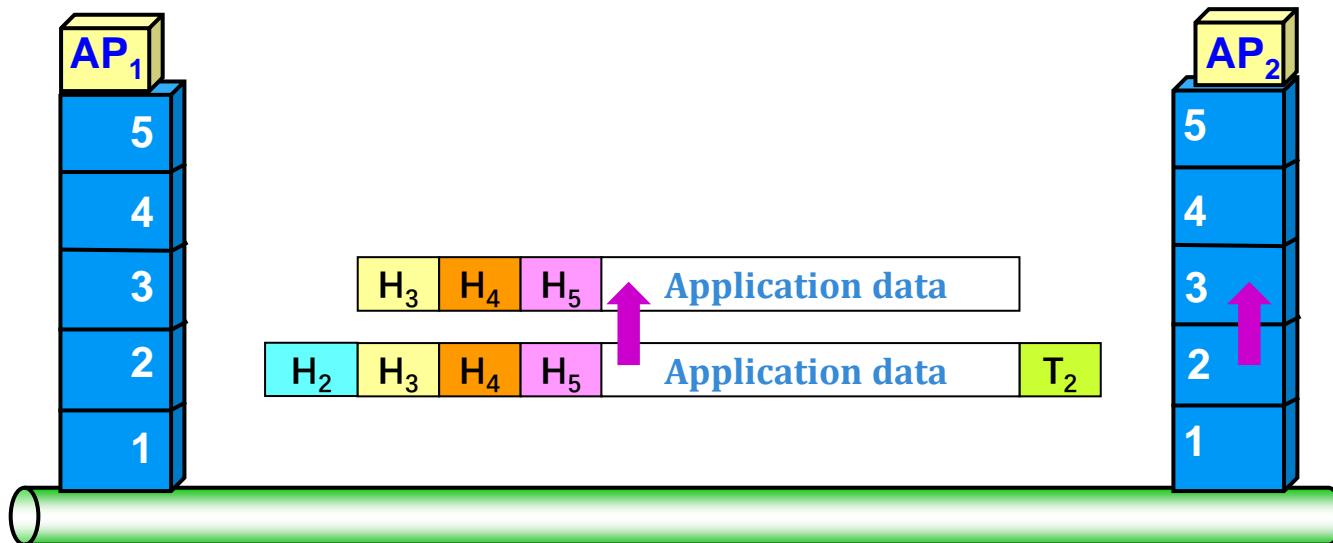 AP₁
AP₂
5
5
4
4
H₃ H₄ H₅ Application data
3
3
H₂ H₃ H₄ H₅ Application data T₂
2
2
1
1